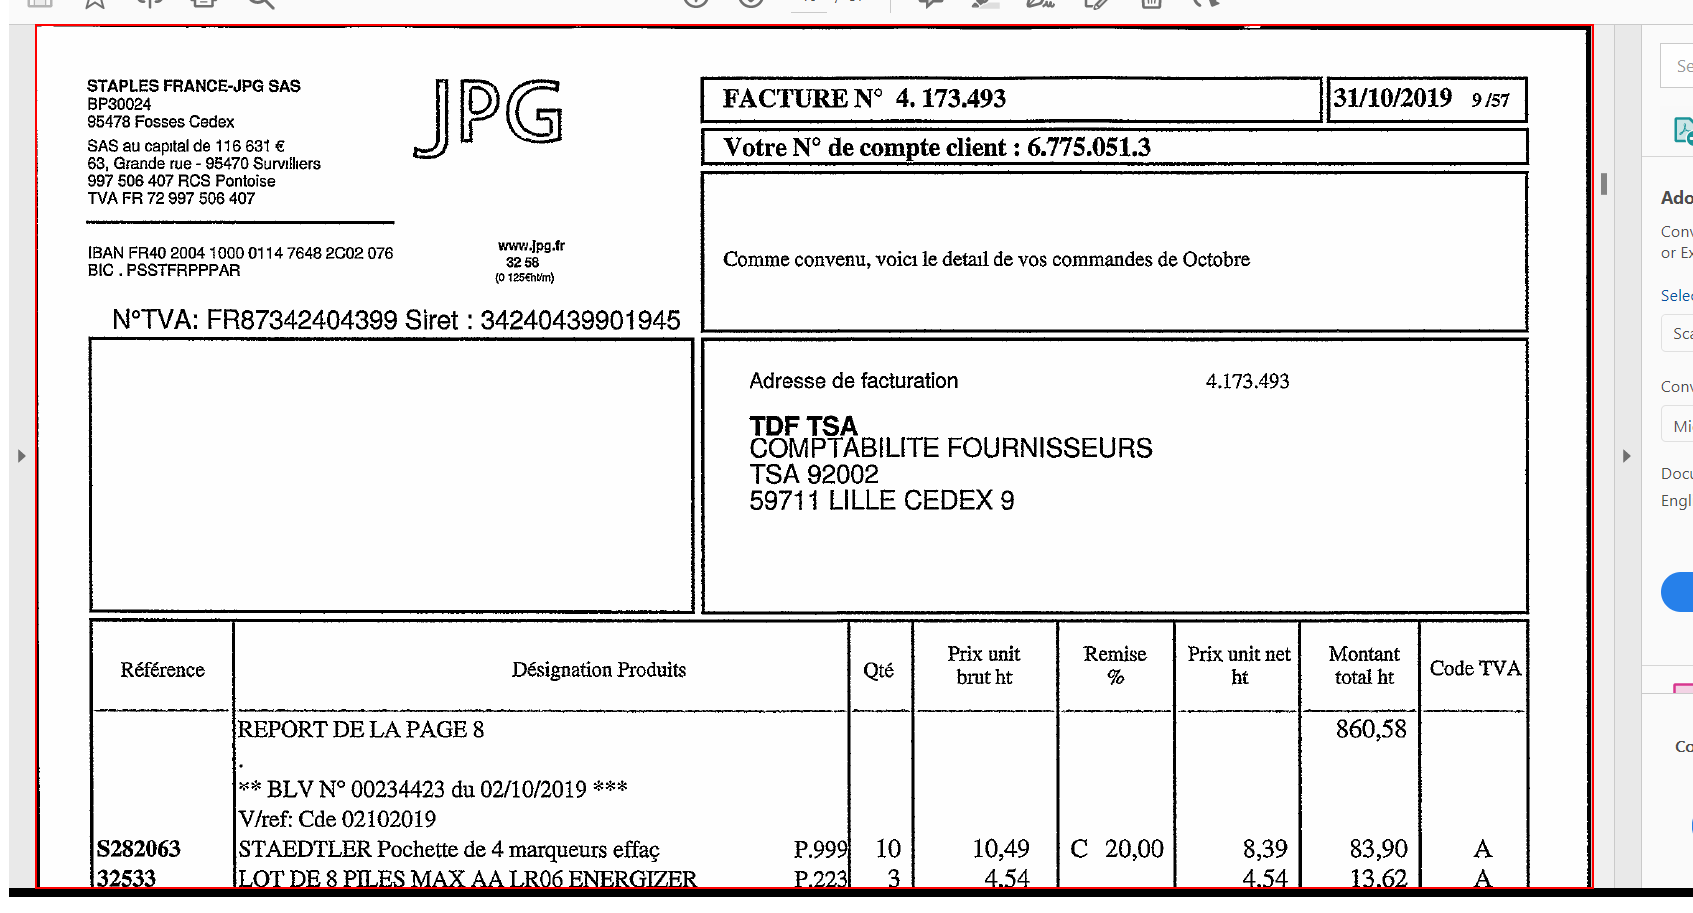 STAPLES FRANCE-JPG SAS
BP30024
95478 Fosses Cedex
SAS au capital de 116 631 €
63, Grande rue - 95470 Survilliers
997 506 407 RCS Pontoise
TVA FR 72 997 506 407
JPG
IBAN FR40 2004 1000 0114 7648 2C02 076
BIC . PSSTFRPPPAR
www.jpg.fr
32 58
(0 125€ht/m)
N°TVA: FR87342404399 Siret : 34240439901945
FACTURE N° 4. 173.493
31/10/2019 9 /57
Votre N° de compte client : 6.775.051.3
Comme convenu, voici le detail de vos commandes de Octobre
Adresse de facturation 4.173.493
TDF TSA
COMPTABILITE FOURNISSEURS
TSA 92002
59711 LILLE CEDEX 9
Référence Désignation Produits Qté Prix unit brut ht Remise % Prix unit net ht Montant total ht Code TVA
REPORT DE LA PAGE 8 860,58
.
** BLV N° 00234423 du 02/10/2019 ***
V/ref: Cde 02102019
S282063 STAEDTLER Pochette de 4 marqueurs effaç P.999 10 10,49 C 20,00 8,39 83,90 A
32533 LOT DE 8 PILES MAX AA LR06 ENERGIZER P.223 3 4,54 4,54 13,62 A
Se
Ado
Conv
or Ex
Selec
Sca
Conv
Mi
Docu
Engl
Co